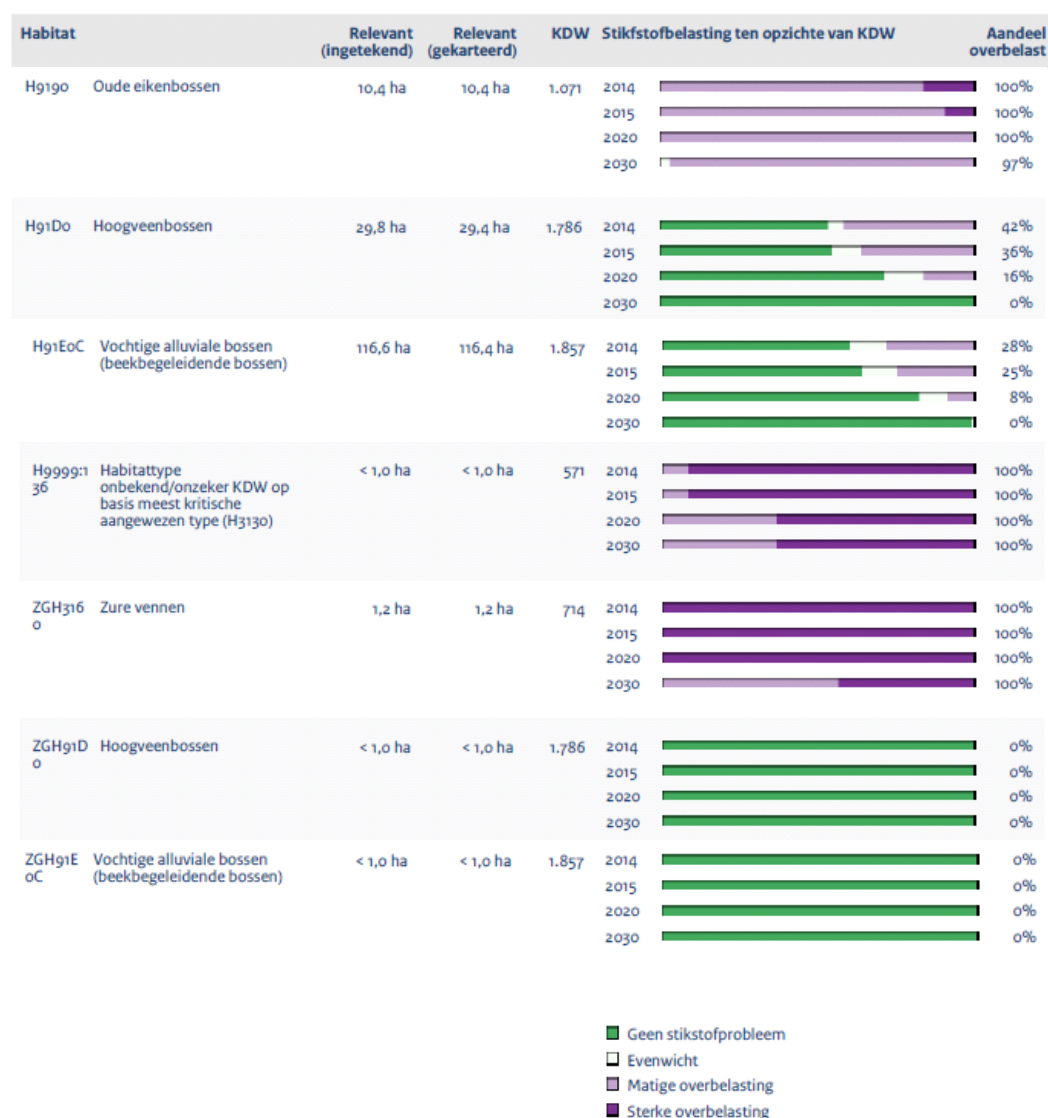 Habitat Relevant Relevant KDW Stikfstofbelasting ten opzichte van KDW Aandeel
(ingetekend) (gekarteerd) overbelast
H9190 Oude eikenbossen 10,4 ha 10,4 ha 1.071 2014 100%
2015 100%
2020 100%
2030 97%
H91D0 Hoogveenbossen 29,8 ha 29,4 ha 1.786 2014 42%
2015 36%
2020 16%
2030 0%
H91E0C Vochtige alluviale bossen 116,6 ha 116,4 ha 1.857 2014 28%
(beekbegeleidende bossen)
2015 25%
2020 8%
2030 0%
H9999:1 Habitattype < 1,0 ha < 1,0 ha 571 2014 100%
36 onbekend/onzeker KDW op
basis meest kritische 2015 100%
aangewezen type (H3130) 2020 100%
2030 100%
ZGH316 Zure vennen 1,2 ha 1,2 ha 714 2014 100%
0
2015 100%
2020 100%
2030 100%
ZGH91D Hoogveenbossen < 1,0 ha < 1,0 ha 1.786 2014 0%
0
2015 0%
2020 0%
2030 0%
ZGH91E Vochtige alluviale bossen < 1,0 ha < 1,0 ha 1.857 2014 0%
0C (beekbegeleidende bossen)
2015 0%
2020 0%
2030 0%
Geen stikstofprobleem
Evenwicht
Matige overbelasting
Sterke overbelasting